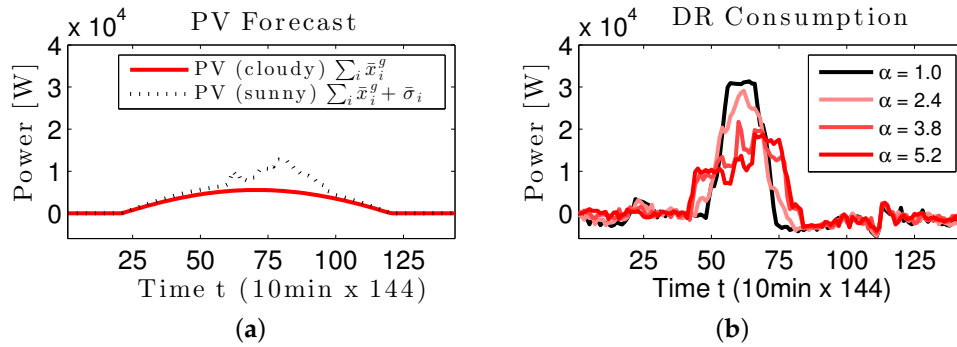 PV Forecast
x 10^4
4
3
2
1
0
Power [W]
PV (cloudy) ∑_i x̄_i^g
PV (sunny) ∑_i x̄_i^g + σ̄_i
25 50 75 100 125
Time t (10min x 144)
(a)
DR Consumption
x 10^4
4
3
2
1
0
Power [W]
α = 1.0
α = 2.4
α = 3.8
α = 5.2
25 50 75 100 125
Time t (10min x 144)
(b)